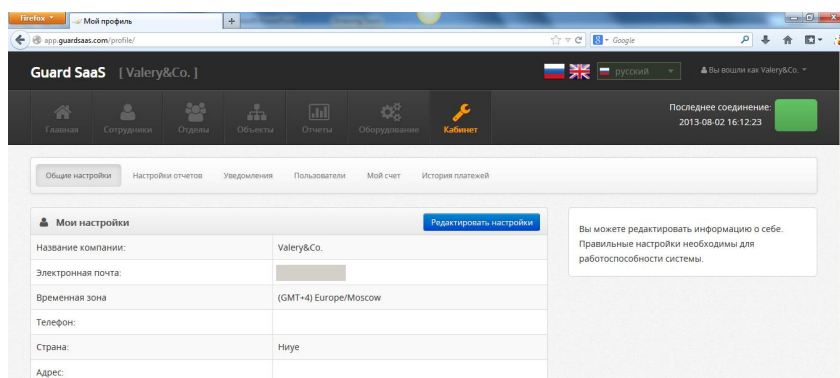 Firefox
Мой профиль
app.guardsaas.com/profile/
Google
Guard SaaS [ Valery&Co. ]
русский
Вы вошли как Valery&Co.
Главная
Сотрудники
Отделы
Объекты
Отчеты
Оборудование
Кабинет
Последнее соединение:
2013-08-02 16:12:23
Общие настройки
Настройки отчетов
Уведомления
Пользователи
Мой счет
История платежей
Мои настройки
Редактировать настройки
Название компании: Valery&Co.
Электронная почта:
Временная зона (GMT+4) Europe/Moscow
Телефон:
Страна: Ниуе
Адрес:
Вы можете редактировать информацию о себе.
Правильные настройки необходимы для
работоспособности системы.